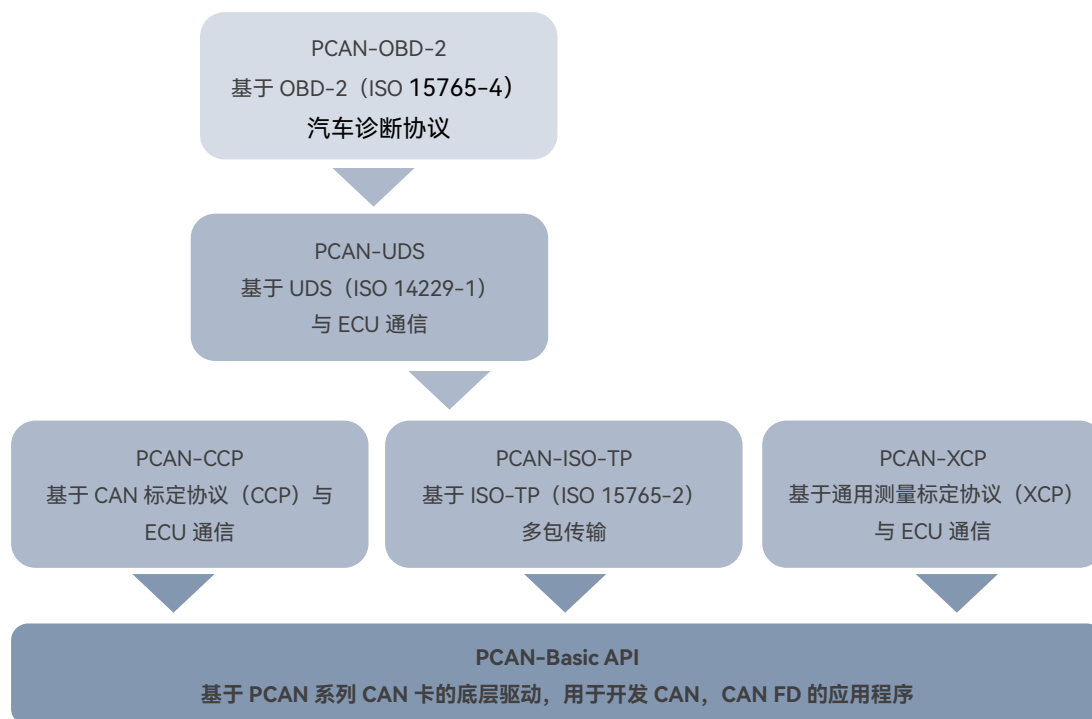 PCAN-OBD-2
基于 OBD-2（ISO 15765-4）
汽车诊断协议
PCAN-UDS
基于 UDS（ISO 14229-1）
与 ECU 通信
PCAN-CCP
基于 CAN 标定协议（CCP）与
ECU 通信
PCAN-ISO-TP
基于 ISO-TP（ISO 15765-2）
多包传输
PCAN-XCP
基于通用测量标定协议（XCP）
与 ECU 通信
PCAN-Basic API
基于 PCAN 系列 CAN 卡的底层驱动，用于开发 CAN，CAN FD 的应用程序